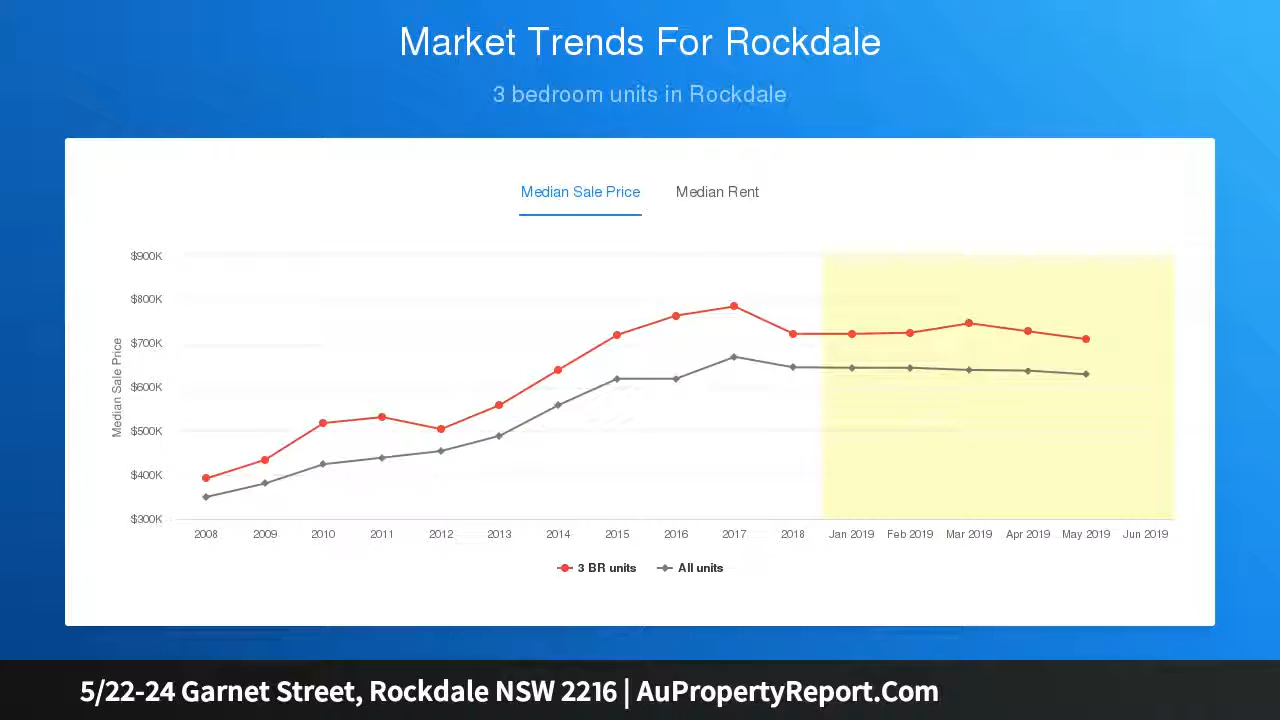 Market Trends For Rockdale
3 bedroom units in Rockdale
Median Sale Price Median Rent
$900K
$800K
$700K
$600K
$500K
$400K
$300K
Median Sale Price
2008 2009 2010 2011 2012 2013 2014 2015 2016 2017 2018 Jan 2019 Feb 2019 Mar 2019 Apr 2019 May 2019 Jun 2019
3 BR units All units
5/22-24 Garnet Street, Rockdale NSW 2216 | AuPropertyReport.Com